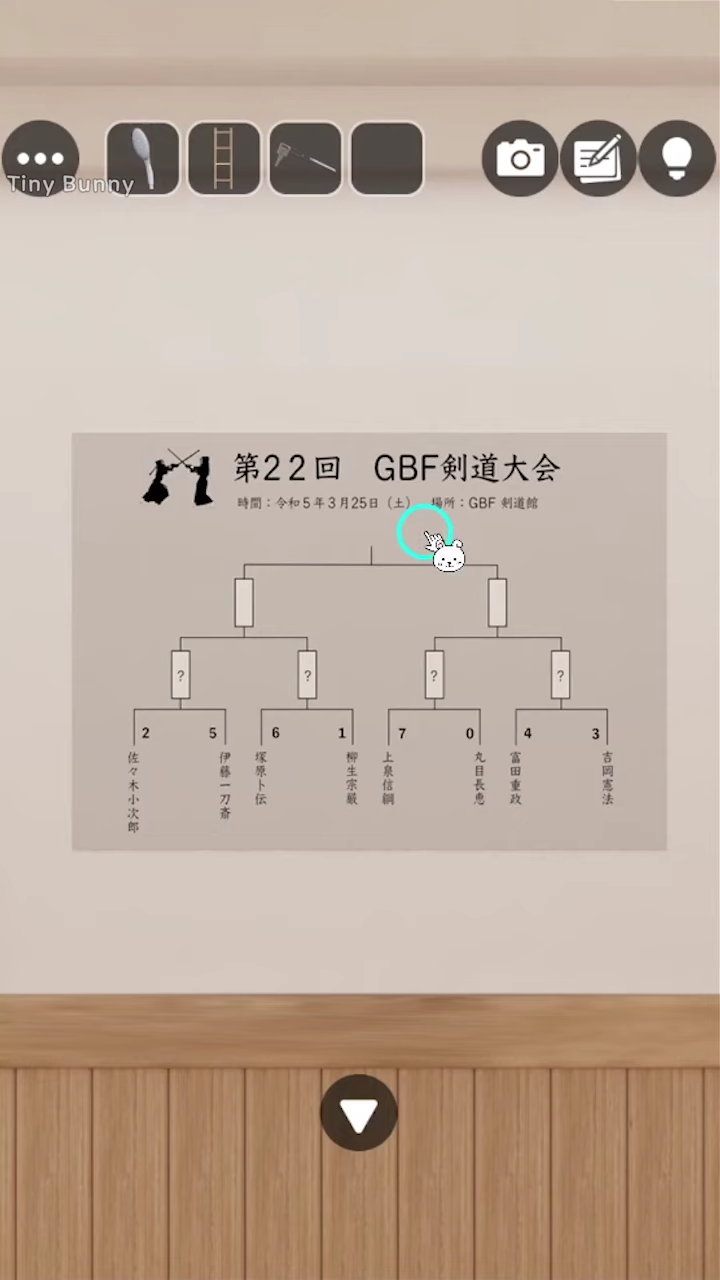 Tiny Bunny
第22回 GBF剣道大会
時間：令和5年3月25日（土） 場所：GBF 剣道館
? ? ? ?
2 5 6 1 7 0 4 3
佐々木小次郎
伊藤一刀斎
塚原卜伝
柳生宗厳
上泉信綱
丸目長恵
富田重政
吉岡憲法